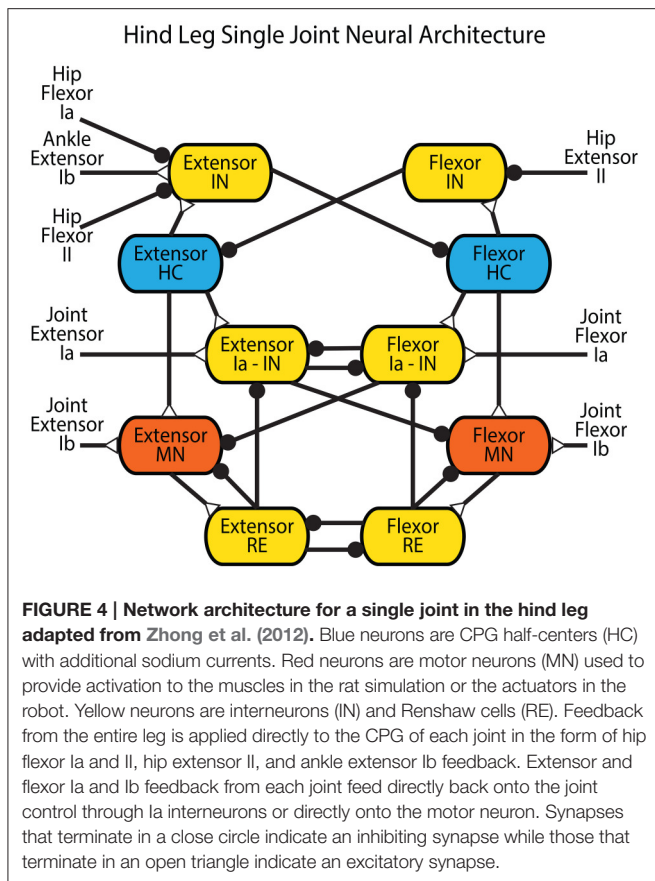 Hind Leg Single Joint Neural Architecture
Hip
Flexor
Ia
Ankle
Extensor
Ib
Hip
Flexor
II
Extensor
IN
Flexor
IN
Hip
Extensor
II
Extensor
HC
Flexor
HC
Joint
Extensor
Ia
Extensor
Ia - IN
Flexor
Ia - IN
Joint
Flexor
Ia
Joint
Extensor
Ib
Extensor
MN
Flexor
MN
Joint
Flexor
Ib
Extensor
RE
Flexor
RE
FIGURE 4 | Network architecture for a single joint in the hind leg
adapted from Zhong et al. (2012). Blue neurons are CPG half-centers (HC)
with additional sodium currents. Red neurons are motor neurons (MN) used to
provide activation to the muscles in the rat simulation or the actuators in the
robot. Yellow neurons are interneurons (IN) and Renshaw cells (RE). Feedback
from the entire leg is applied directly to the CPG of each joint in the form of hip
flexor Ia and II, hip extensor II, and ankle extensor Ib feedback. Extensor and
flexor Ia and Ib feedback from each joint feed directly back onto the joint
control through Ia interneurons or directly onto the motor neuron. Synapses
that terminate in a close circle indicate an inhibiting synapse while those that
terminate in an open triangle indicate an excitatory synapse.